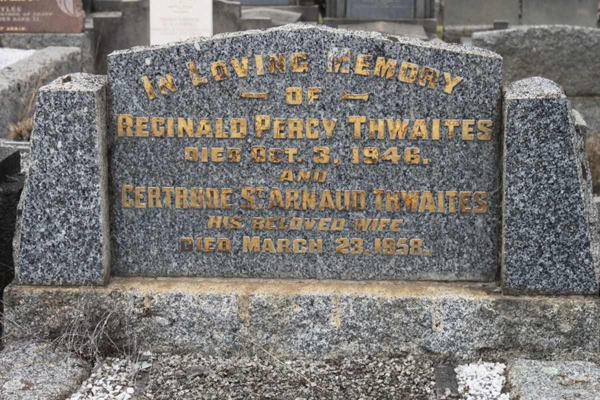 IN LOVING MEMORY
— OF —
REGINALD PERCY THWAITES
DIED OCT. 3, 1946.
AND
GERTRUDE ST. ARNAUD THWAITES
HIS BELOVED WIFE
DIED MARCH 23, 1958.